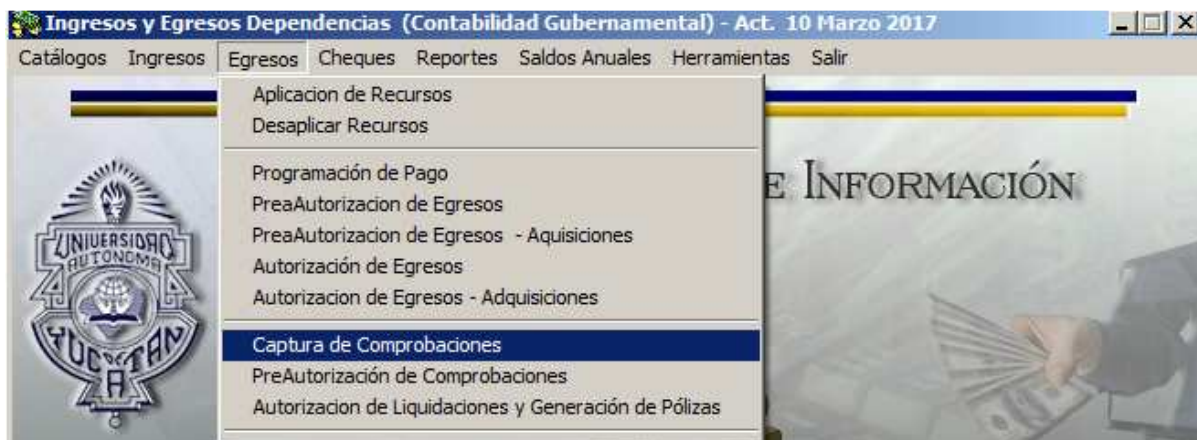 Ingresos y Egresos Dependencias (Contabilidad Gubernamental) - Act. 10 Marzo 2017
Catálogos Ingresos Egresos Cheques Reportes Saldos Anuales Herramientas Salir
Aplicacion de Recursos
Desaplicar Recursos
Programación de Pago
E INFORMACIÓN
PreaAutorizacion de Egresos
PreaAutorizacion de Egresos - Aquisiciones
Autorización de Egresos
Autorizacion de Egresos - Adquisiciones
Captura de Comprobaciones
PreAutorización de Comprobaciones
Autorizacion de Liquidaciones y Generación de Pólizas
UNIVERSIDAD
AUTONOMA
YUCATAN